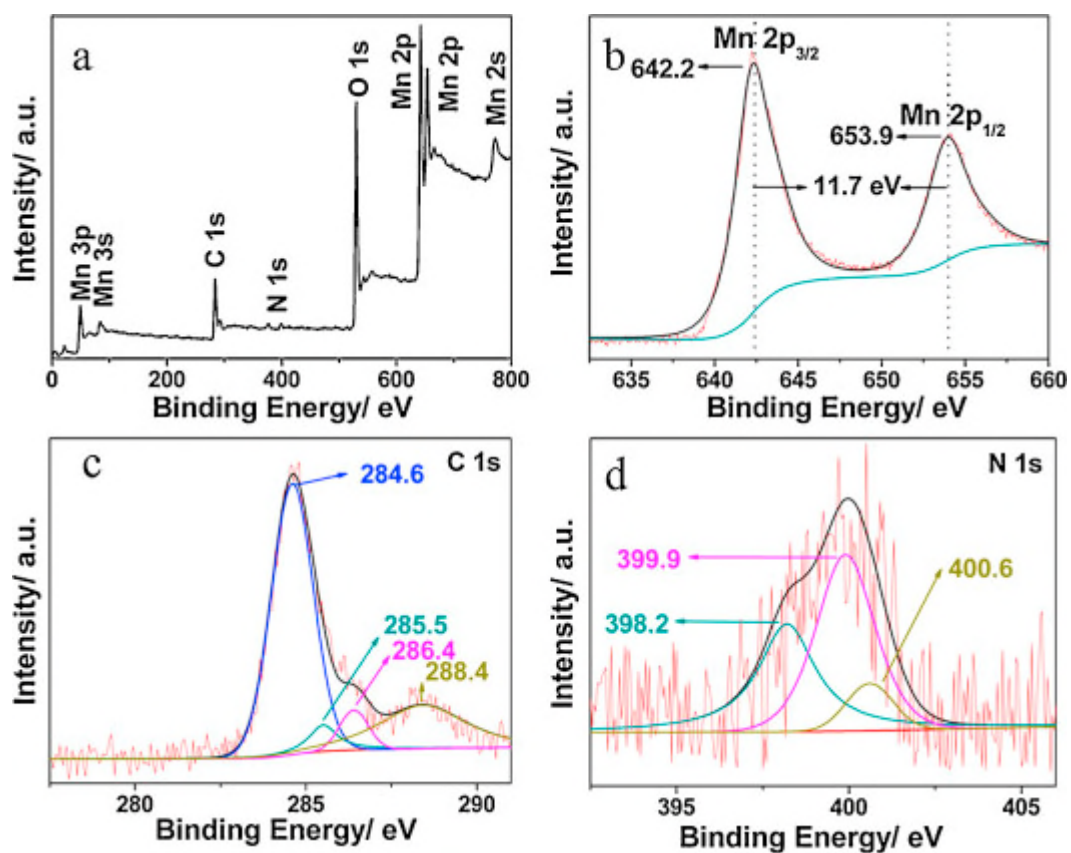 a
Intensity/ a.u.
Mn 3p
Mn 3s
C 1s
N 1s
O 1s
Mn 2p
Mn 2p
Mn 2s
0 200 400 600 800
Binding Energy/ eV
b
Intensity/ a.u.
Mn 2p3/2
642.2
Mn 2p1/2
653.9
11.7 eV
635 640 645 650 655 660
Binding Energy/ eV
c
C 1s
Intensity/ a.u.
284.6
285.5
286.4
288.4
280 285 290
Binding Energy/ eV
d
N 1s
Intensity/ a.u.
399.9
400.6
398.2
395 400 405
Binding Energy/ eV